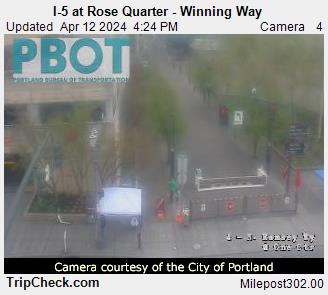 I-5 at Rose Quarter - Winning Way
Updated Apr 12 2024 4:24 PM Camera 4
PBOT
PORTLAND BUREAU OF TRANSPORTATION
Camera courtesy of the City of Portland
TripCheck.com Milepost302.00